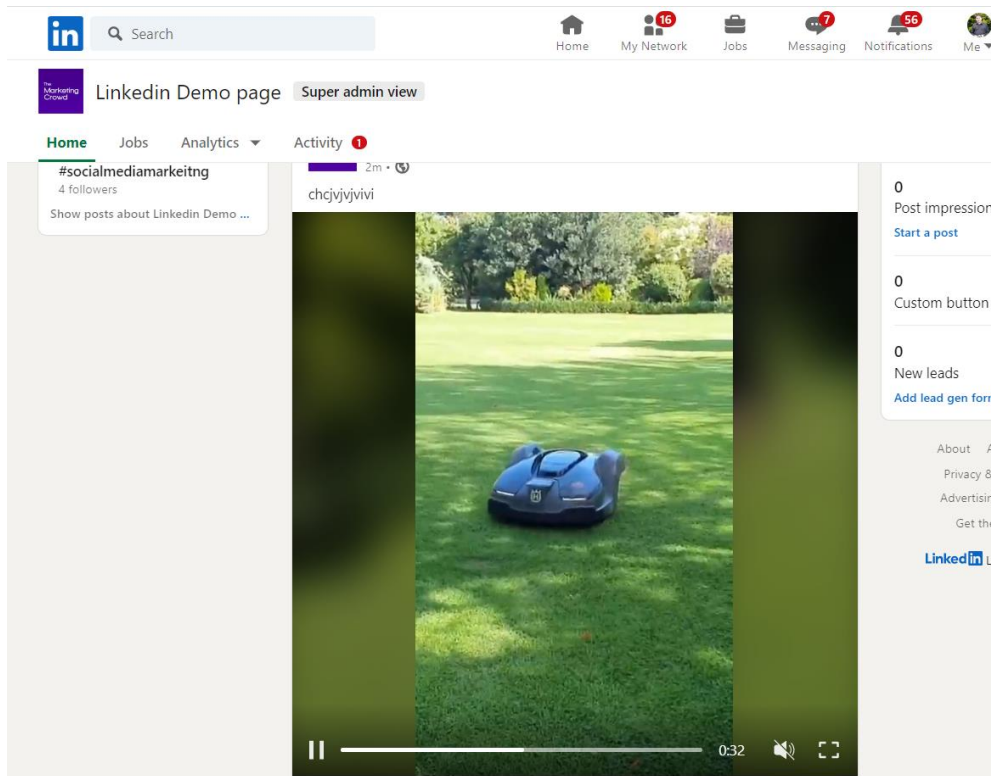 in
Search
Home
16
My Network
Jobs
7
Messaging
56
Notifications
Me
The
Marketing
Crowd
Linkedin Demo page
Super admin view
Home
Jobs
Analytics
Activity 1
#socialmediamarkeitng
4 followers
Show posts about Linkedin Demo ...
2m •
chcjvjvjvivi
0
Post impression
Start a post
0
Custom button
0
New leads
Add lead gen for
About A
Privacy &
Advertisin
Get the
Linked in L
0:32